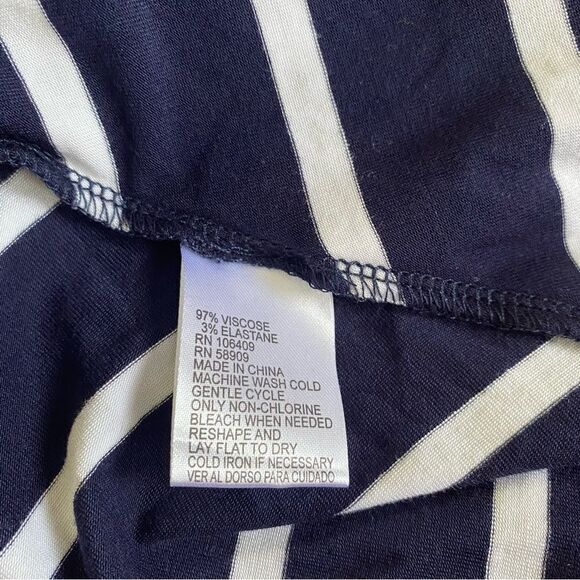 97% VISCOSE
3% ELASTANE
RN 106409
RN 58909
MADE IN CHINA
MACHINE WASH COLD
GENTLE CYCLE
ONLY NON-CHLORINE
BLEACH WHEN NEEDED
RESHAPE AND
LAY FLAT TO DRY
COLD IRON IF NECESSARY
VER AL DORSO PARA CUIDADO